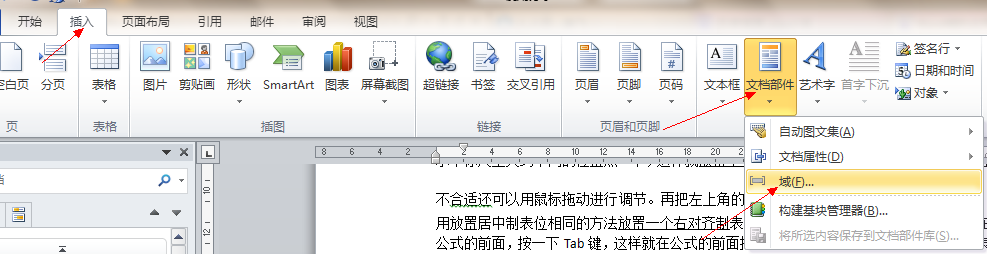 开始 插入 页面布局 引用 邮件 审阅 视图
空白页 分页 表格 图片 剪贴画 形状 SmartArt 图表 屏幕截图 超链接 书签 交叉引用 页眉 页脚 页码 文本框 文档部件 艺术字 首字下沉 签名行
日期和时间
对象
页 表格 插图 链接 页眉和页脚
自动图文集(A)
文档属性(D)
域(F)...
构建基块管理器(B)...
将所选内容保存到文档部件库(S)...
8 6 4 2 2 4 6 8 10 12 14 16 18 20 22
10
12
不合适还可以用鼠标拖动进行调节。再把左上角的
用放置居中制表位相同的方法放置一个右对齐制表
公式的前面，按一下 Tab 键，这样就在公式的前面